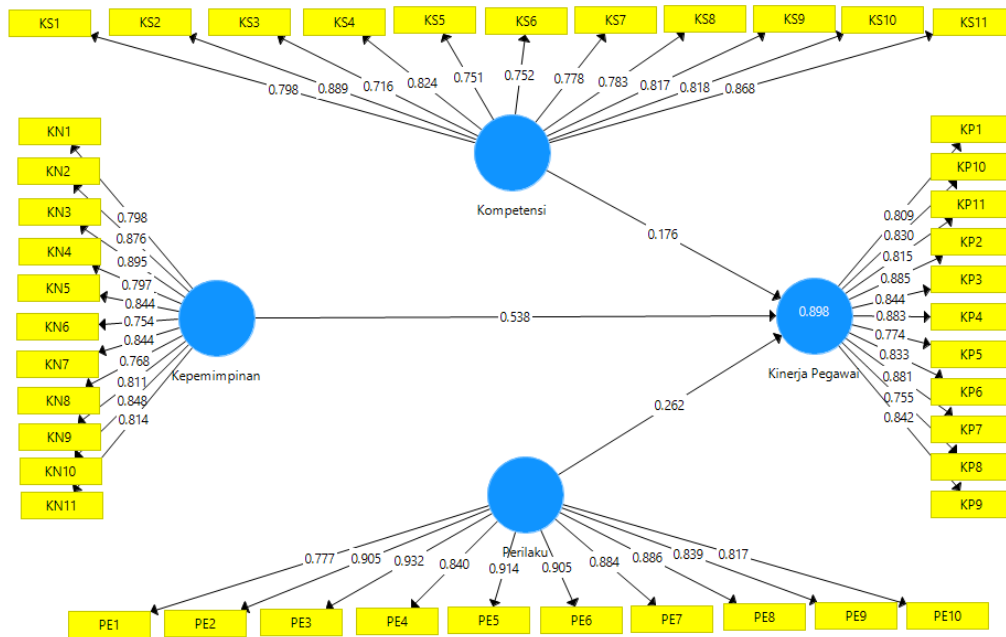 KS1 KS2 KS3 KS4 KS5 KS6 KS7 KS8 KS9 KS10 KS11
0.798 0.889 0.716 0.824 0.751 0.752 0.778 0.783 0.817 0.818 0.868
Kompetensi
KN1
KN2
KN3
KN4
KN5
KN6
KN7
KN8
KN9
KN10
KN11
0.798
0.876
0.895
0.797
0.844
0.754
0.844
0.768
0.811
0.848
0.814
Kepemimpinan
0.176
0.538
0.262
0.898
Kinerja Pegawai
0.809
0.830
0.815
0.885
0.844
0.883
0.774
0.833
0.881
0.755
0.842
KP1
KP10
KP11
KP2
KP3
KP4
KP5
KP6
KP7
KP8
KP9
Perilaku
0.777 0.905 0.932 0.840 0.914 0.905 0.884 0.886 0.839 0.817
PE1 PE2 PE3 PE4 PE5 PE6 PE7 PE8 PE9 PE10